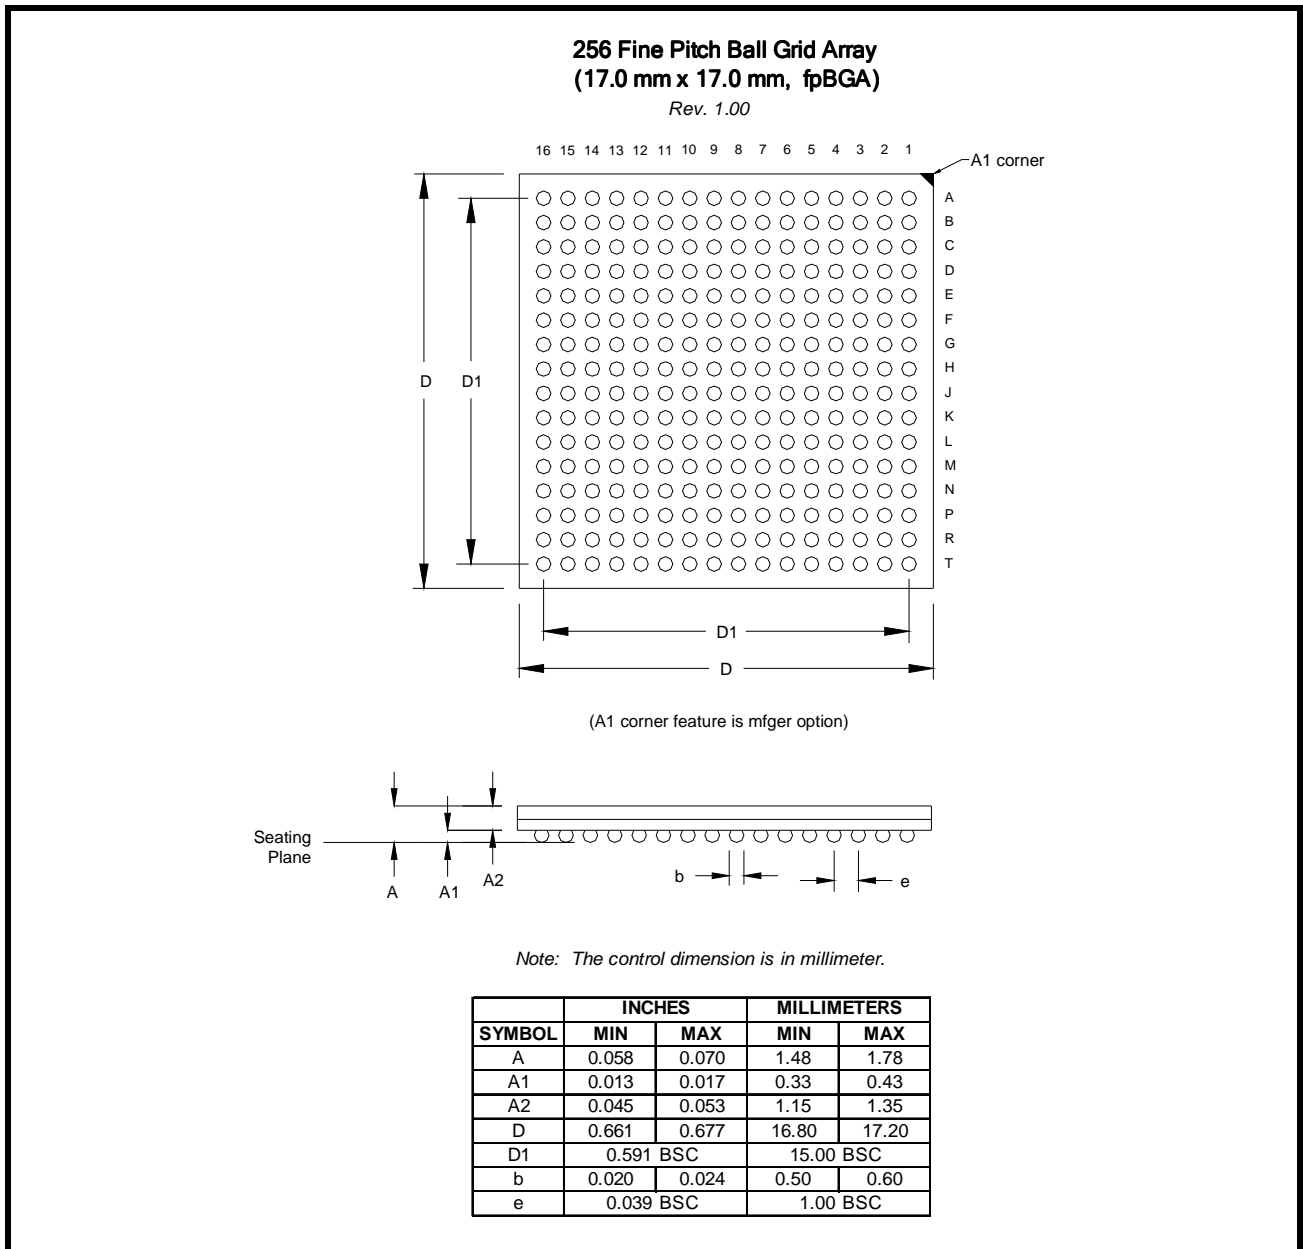 256 Fine Pitch Ball Grid Array
(17.0 mm x 17.0 mm, fpBGA)
Rev. 1.00
16 15 14 13 12 11 10 9 8 7 6 5 4 3 2 1
A1 corner
A
B
C
D
E
F
G
H
J
K
L
M
N
P
R
T
D D1
D1
D
(A1 corner feature is mfger option)
Seating
Plane
A A1 A2 b e
Note: The control dimension is in millimeter.
INCHES MILLIMETERS
SYMBOL MIN MAX MIN MAX
A 0.058 0.070 1.48 1.78
A1 0.013 0.017 0.33 0.43
A2 0.045 0.053 1.15 1.35
D 0.661 0.677 16.80 17.20
D1 0.591 BSC 15.00 BSC
b 0.020 0.024 0.50 0.60
e 0.039 BSC 1.00 BSC